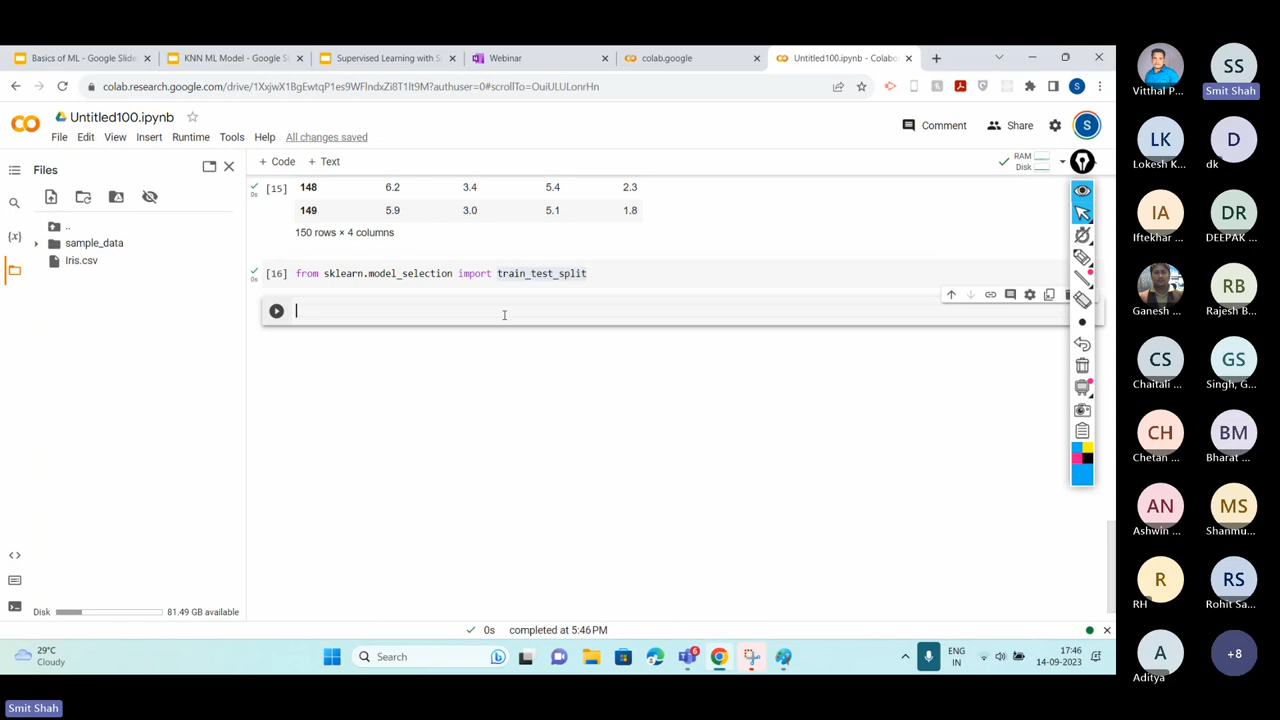 Basics of ML - Google Slide
KNN ML Model - Google Sl
Supervised Learning with S
Webinar
colab.google
Untitled100.ipynb - Colabo
colab.research.google.com/drive/1XxjwX1BgEwtqP1es9WFlndxZi8T1It9M?authuser=0#scrollTo=OuiULULonrHn
Untitled100.ipynb
File Edit View Insert Runtime Tools Help All changes saved
Comment Share S
+ Code + Text
RAM
Disk
Files
..
sample_data
Iris.csv
[15] 148 6.2 3.4 5.4 2.3
0s
149 5.9 3.0 5.1 1.8
150 rows × 4 columns
[16] from sklearn.model_selection import train_test_split
0s
Disk 81.49 GB available
0s completed at 5:46 PM
29°C
Cloudy
Search
6
ENG
IN
17:46
14-09-2023
Vitthal P...
SS
Smit Shah
LK
Lokesh K...
D
dk
IA
Iftekhar ...
DR
DEEPAK ...
Ganesh ...
RB
Rajesh B...
CS
Chaitali ...
GS
Singh, G...
CH
Chetan ...
BM
Bharat ...
AN
Ashwin ...
MS
Shanmu...
R
RH
RS
Rohit Sa...
A
Aditya
+8
Smit Shah